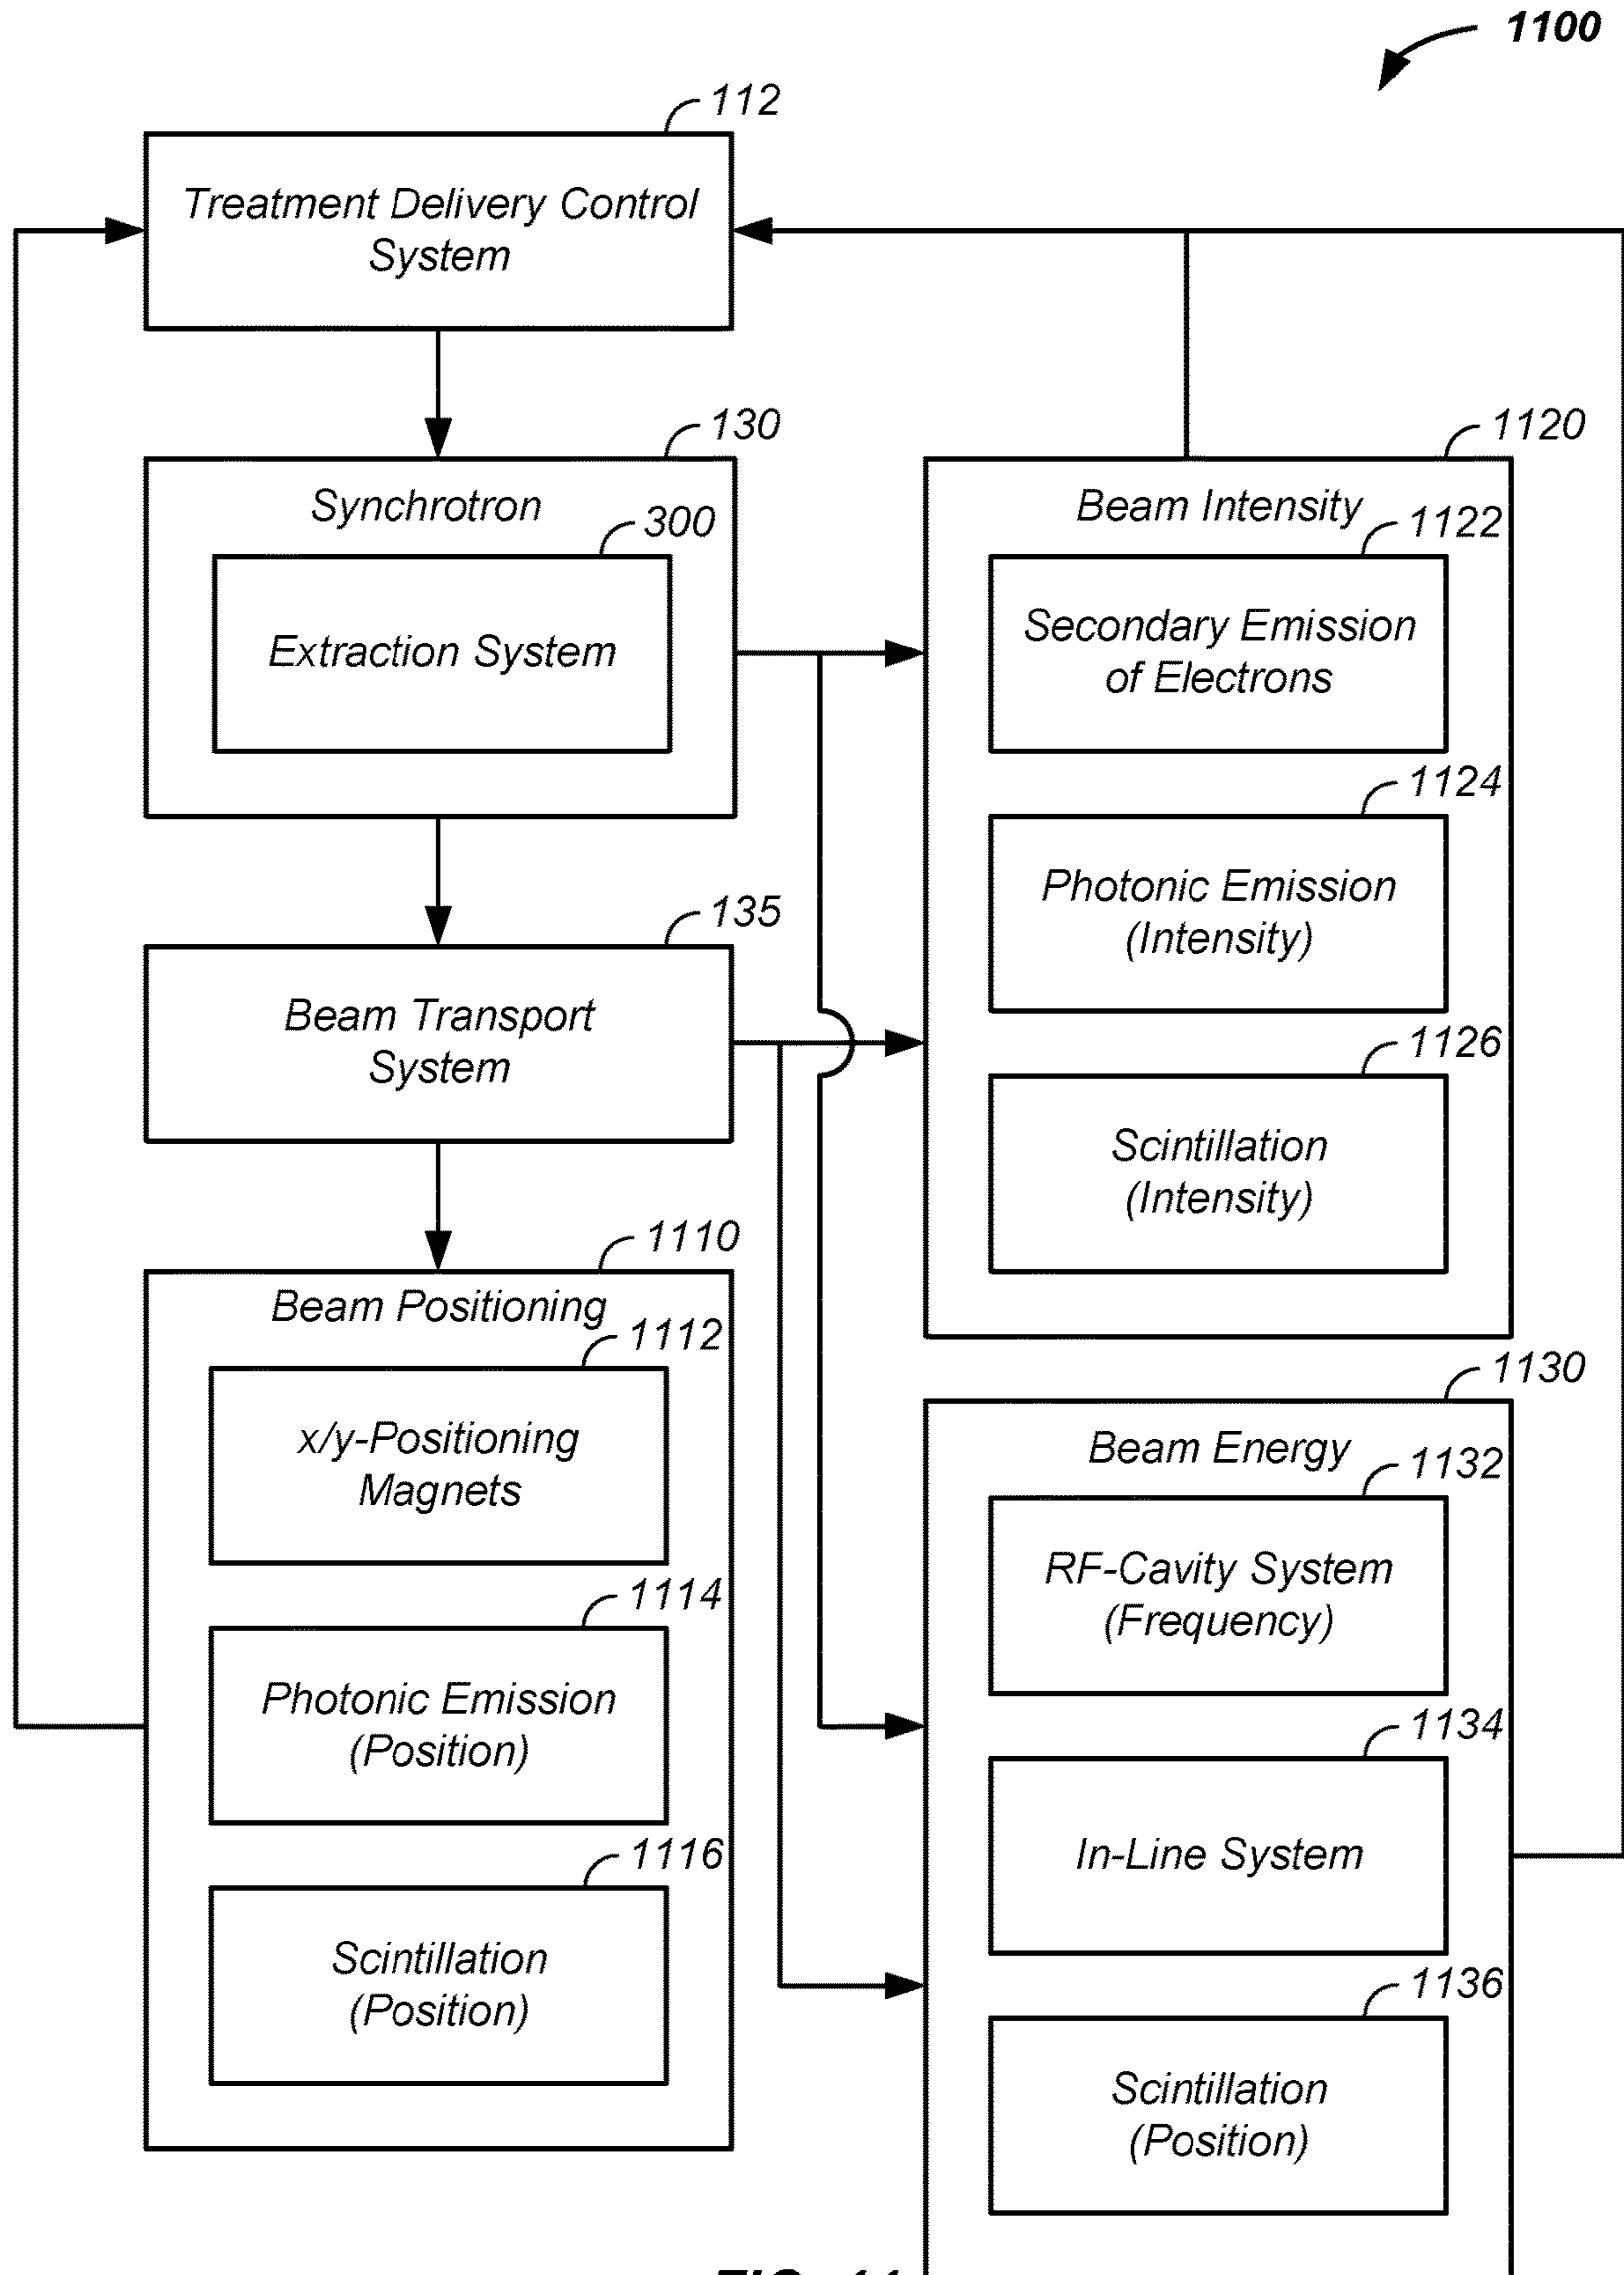 1100
112
Treatment Delivery Control
System
130
Synchrotron
300
Extraction System
135
Beam Transport
System
1110
Beam Positioning
1112
x/y-Positioning
Magnets
1114
Photonic Emission
(Position)
1116
Scintillation
(Position)
1120
Beam Intensity
1122
Secondary Emission
of Electrons
1124
Photonic Emission
(Intensity)
1126
Scintillation
(Intensity)
1130
Beam Energy
1132
RF-Cavity System
(Frequency)
1134
In-Line System
1136
Scintillation
(Position)